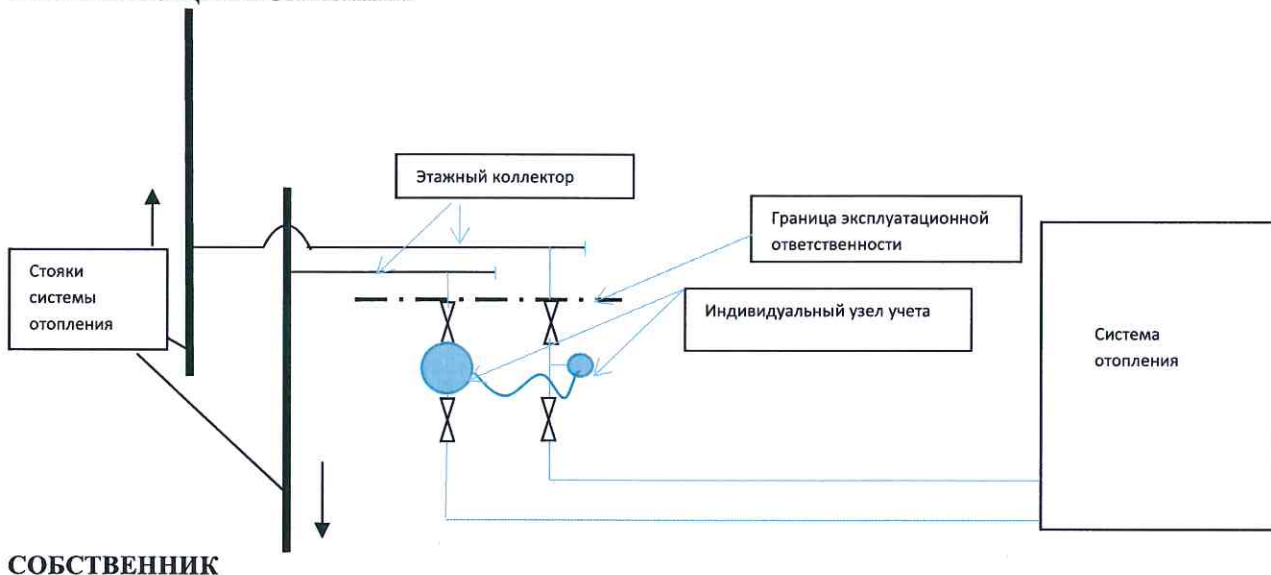 Этажный коллектор
Граница эксплуатационной
ответственности
Стояки
системы
отопления
Индивидуальный узел учета
Система
отопления
СОБСТВЕННИК